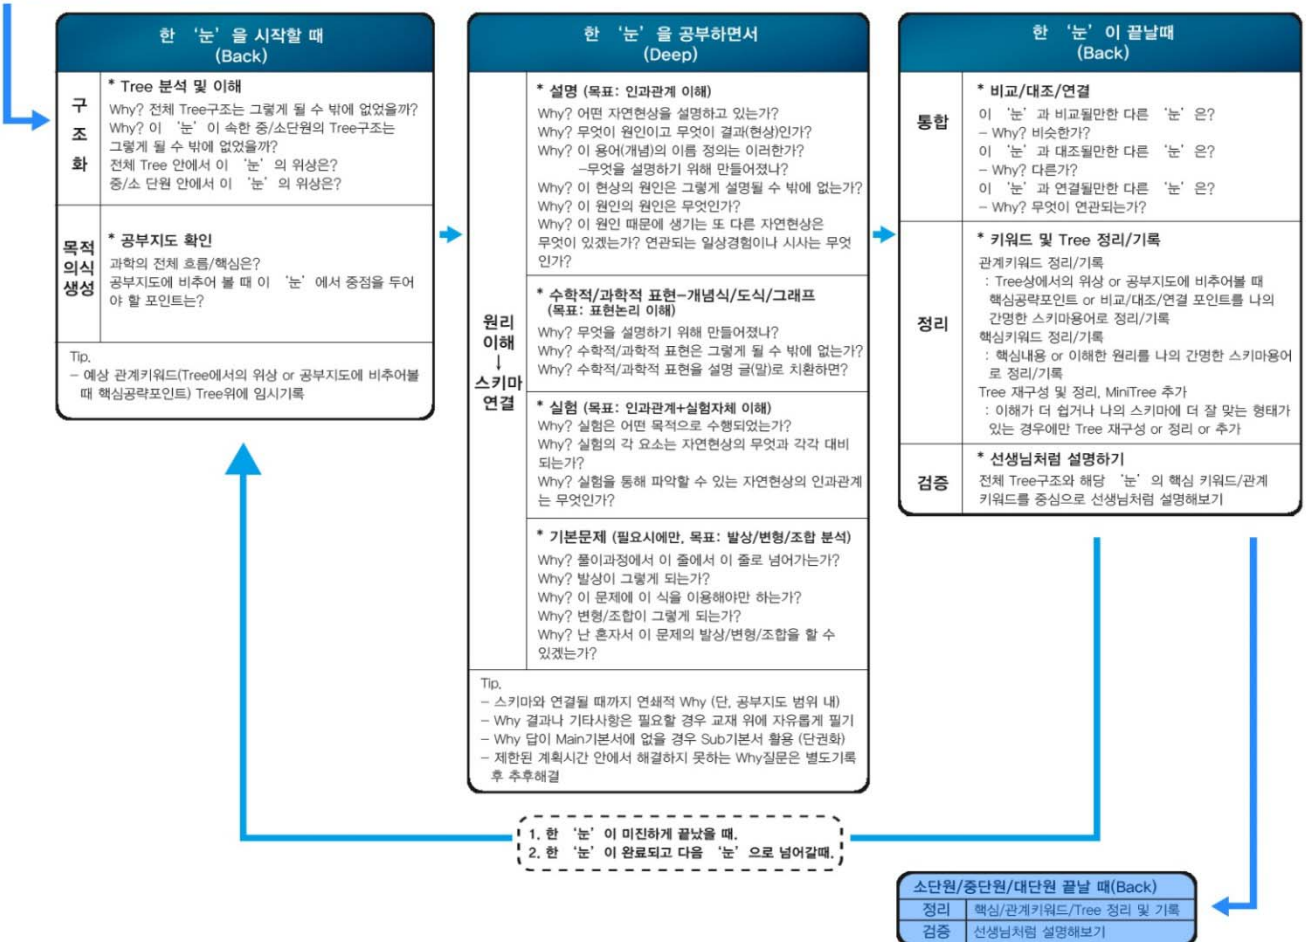 한 ‘눈’을 시작할 때
(Back)
구
조
화
* Tree 분석 및 이해
Why? 전체 Tree구조는 그렇게 될 수 밖에 없었을까?
Why? 이 ‘눈’이 속한 중/소단원의 Tree구조는
그렇게 될 수 밖에 없었을까?
전체 Tree 안에서 이 ‘눈’의 위상은?
중/소 단원 안에서 이 ‘눈’의 위상은?
목적
의식
생성
* 공부지도 확인
과학의 전체 흐름/핵심은?
공부지도에 비추어 볼 때 이 ‘눈’에서 중점을 두어
야 할 포인트는?
Tip.
– 예상 관계키워드(Tree에서의 위상 or 공부지도에 비추어볼
때 핵심공략포인트) Tree위에 임시기록
한 ‘눈’을 공부하면서
(Deep)
원리
이해
↓
스키마
연결
* 설명 (목표: 인과관계 이해)
Why? 어떤 자연현상을 설명하고 있는가?
Why? 무엇이 원인이고 무엇이 결과(현상)인가?
Why? 이 용어(개념)의 이름 정의는 이러한가?
–무엇을 설명하기 위해 만들어졌나?
Why? 이 현상의 원인은 그렇게 설명될 수 밖에 없는가?
Why? 이 원인의 원인은 무엇인가?
Why? 이 원인 때문에 생기는 또 다른 자연현상은
무엇이 있겠는가? 연관되는 일상경험이나 시사는 무엇
인가?
* 수학적/과학적 표현–개념식/도식/그래프
(목표: 표현논리 이해)
Why? 무엇을 설명하기 위해 만들어졌나?
Why? 수학적/과학적 표현은 그렇게 될 수 밖에 없는가?
Why? 수학적/과학적 표현을 설명 글(말)로 치환하면?
* 실험 (목표: 인과관계+실험자체 이해)
Why? 실험은 어떤 목적으로 수행되었는가?
Why? 실험의 각 요소는 자연현상의 무엇과 각각 대비
되는가?
Why? 실험을 통해 파악할 수 있는 자연현상의 인과관계
는 무엇인가?
* 기본문제 (필요시에만, 목표: 발상/변형/조합 분석)
Why? 풀이과정에서 이 줄에서 이 줄로 넘어가는가?
Why? 발상이 그렇게 되는가?
Why? 이 문제에 이 식을 이용해야만 하는가?
Why? 변형/조합이 그렇게 되는가?
Why? 난 혼자서 이 문제의 발상/변형/조합을 할 수
있겠는가?
Tip.
– 스키마와 연결될 때까지 연쇄적 Why (단, 공부지도 범위 내)
– Why 결과나 기타사항은 필요할 경우 교재 위에 자유롭게 필기
– Why 답이 Main기본서에 없을 경우 Sub기본서 활용 (단권화)
– 제한된 계획시간 안에서 해결하지 못하는 Why질문은 별도기록
후 추후해결
한 ‘눈’이 끝날때
(Back)
통합
* 비교/대조/연결
이 ‘눈’과 비교될만한 다른 ‘눈’은?
– Why? 비슷한가?
이 ‘눈’과 대조될만한 다른 ‘눈’은?
– Why? 다른가?
이 ‘눈’과 연결될만한 다른 ‘눈’은?
– Why? 무엇이 연관되는가?
정리
* 키워드 및 Tree 정리/기록
관계키워드 정리/기록
: Tree상에서의 위상 or 공부지도에 비추어볼 때
핵심공략포인트 or 비교/대조/연결 포인트를 나의
간명한 스키마용어로 정리/기록
핵심키워드 정리/기록
: 핵심내용 or 이해한 원리를 나의 간명한 스키마용어
로 정리/기록
Tree 재구성 및 정리, MiniTree 추가
: 이해가 더 쉽거나 나의 스키마에 더 잘 맞는 형태가
있는 경우에만 Tree 재구성 or 정리 or 추가
검증
* 선생님처럼 설명하기
전체 Tree구조와 해당 ‘눈’의 핵심 키워드/관계
키워드를 중심으로 선생님처럼 설명해보기
1. 한 ‘눈’이 미진하게 끝났을 때.
2. 한 ‘눈’이 완료되고 다음 ‘눈’으로 넘어갈때.
소단원/중단원/대단원 끝날 때(Back)
정리 핵심/관계키워드/Tree 정리 및 기록
검증 선생님처럼 설명해보기